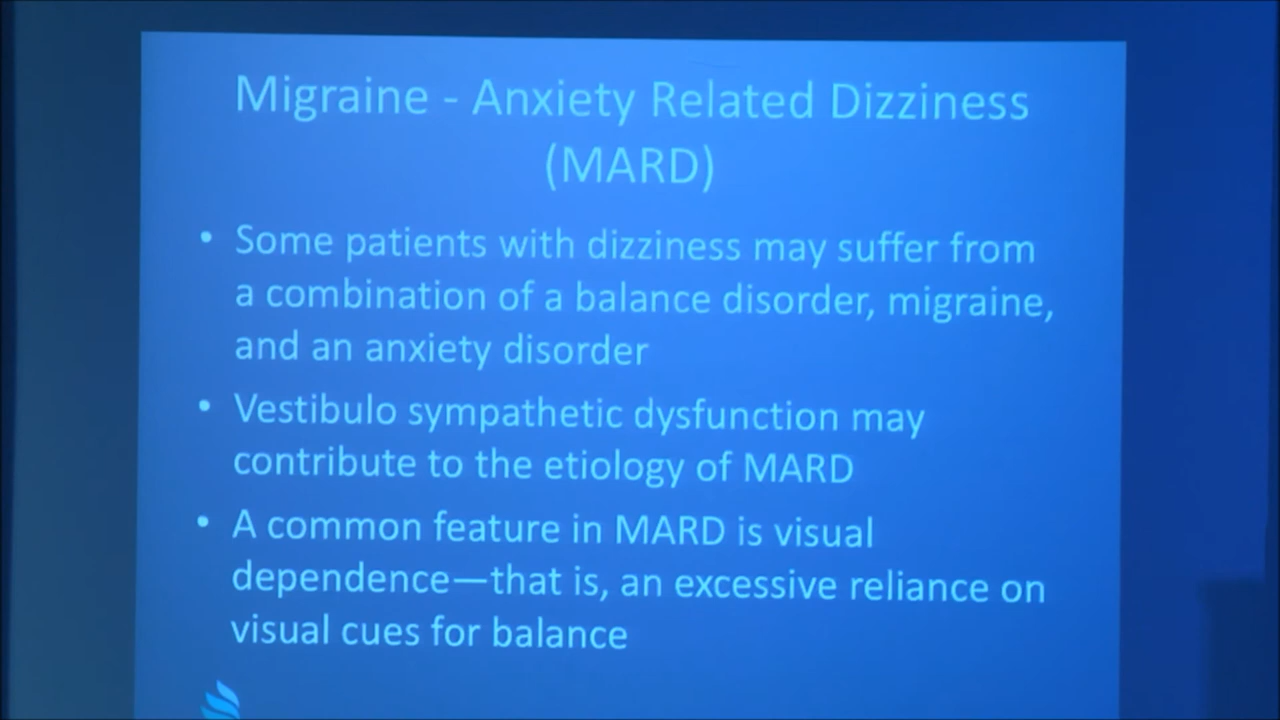 Migraine - Anxiety Related Dizziness
(MARD)
• Some patients with dizziness may suffer from
a combination of a balance disorder, migraine,
and an anxiety disorder
• Vestibulo sympathetic dysfunction may
contribute to the etiology of MARD
• A common feature in MARD is visual
dependence—that is, an excessive reliance on
visual cues for balance